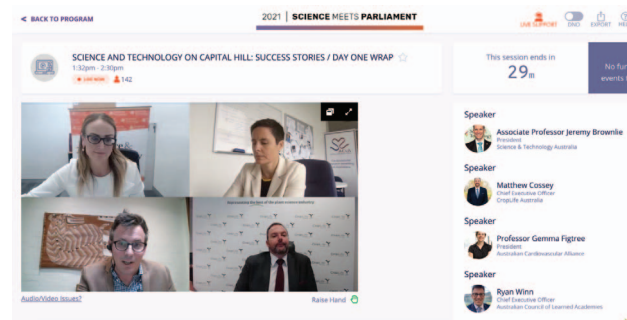 < BACK TO PROGRAM
2021 | SCIENCE MEETS PARLIAMENT
LIVE SUPPORT
DND
EXPORT
SCIENCE AND TECHNOLOGY ON CAPITAL HILL: SUCCESS STORIES / DAY ONE WRAP
1:32pm - 2:30pm
LIVE NOW
142
This session ends in
29m
No fur
events
Speaker
Associate Professor Jeremy Brownlie
President
Science & Technology Australia
Speaker
Matthew Cossey
Chief Executive Officer
CropLife Australia
Speaker
Professor Gemma Figtree
President
Australian Cardiovascular Alliance
Speaker
Ryan Winn
Chief Executive Officer
Australian Council of Learned Academies
Audio/Video Issues?
Raise Hand